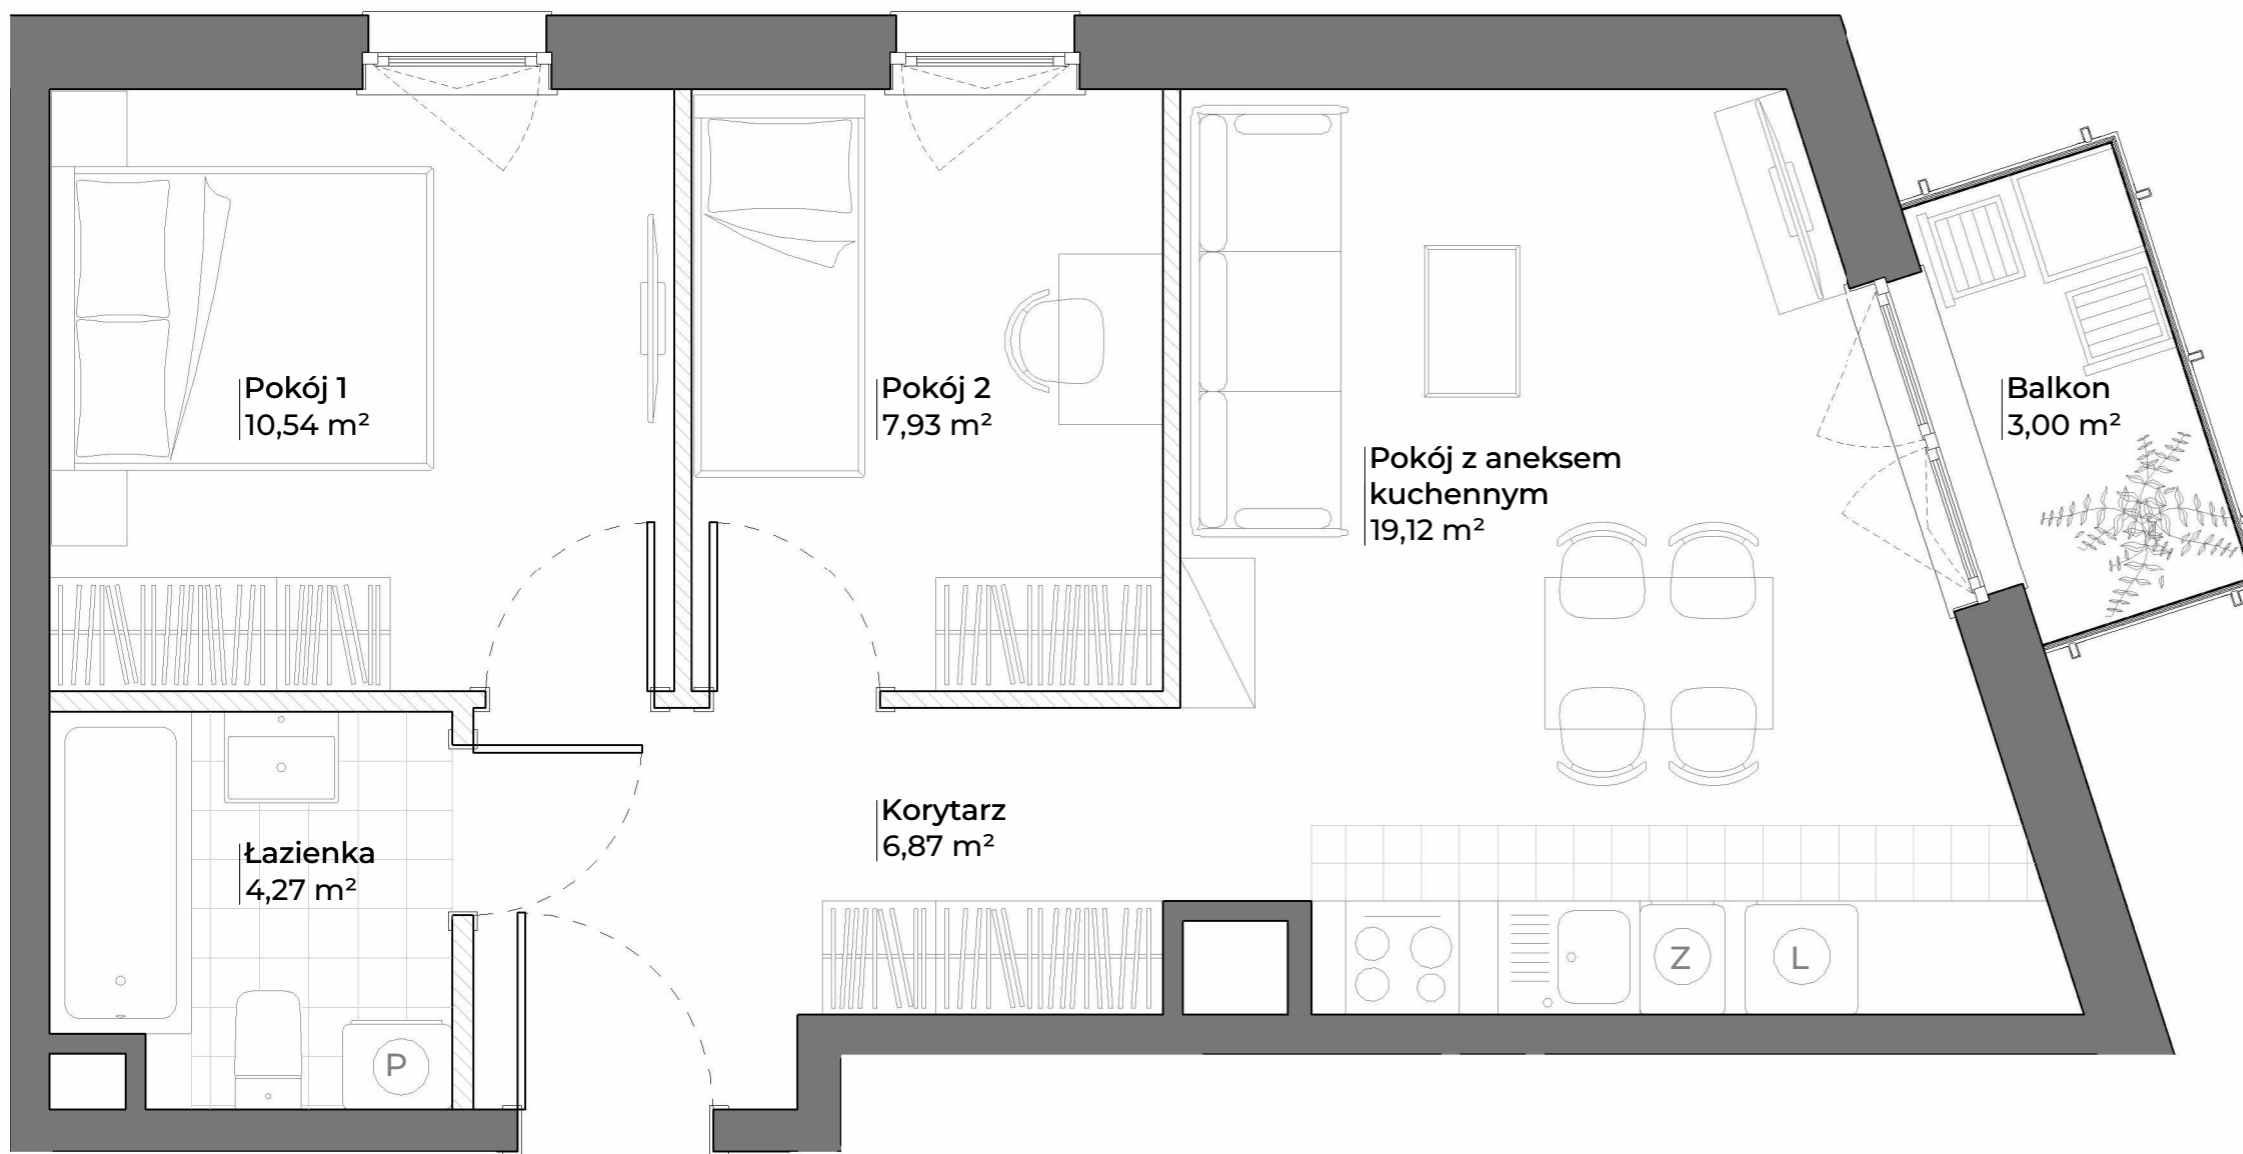 Pokój 1
10,54 m²
Pokój 2
7,93 m²
Pokój z aneksem
kuchennym
19,12 m²
Balkon
3,00 m²
Łazienka
4,27 m²
Korytarz
6,87 m²
P
Z
L